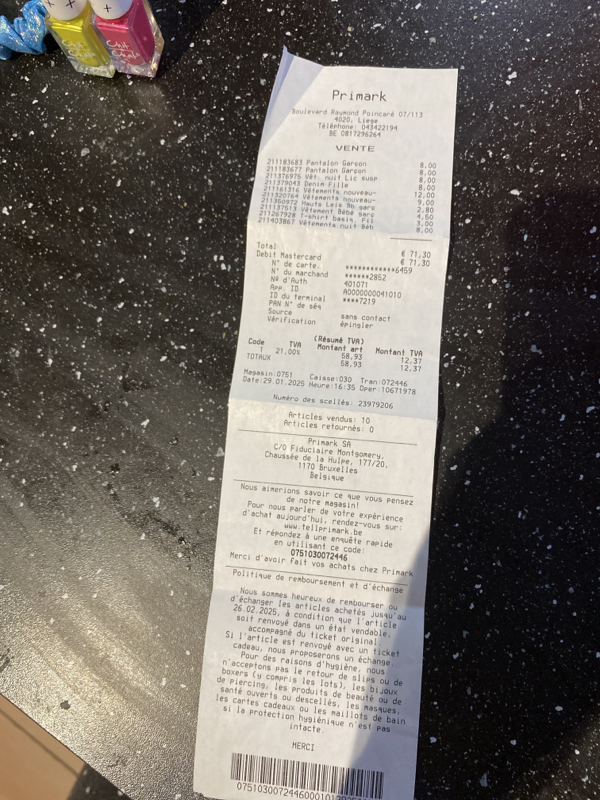 Primark
Boulevard Raymond Poincaré 07/113
4020, Liege
Téléphone: 043422194
BE 0817296264
VENTE
211183683 Pantalon Garcon 8,00
211183677 Pantalon Garcon 8,00
211376975 Vêt. nuit Lic susp 8,00
211379043 Denim Fille 8,00
211161316 Vêtements nouveau- 12,00
211320764 Vêtements nouveau- 9,00
211350972 Hauts Leis Bb garc 2,80
211337513 Vêtement Bébé garc 4,50
211267928 T-shirt basiq. Fil 3,00
211403867 Vêtements nuit Béb 8,00
Total € 71,30
Debit Mastercard € 71,30
N° de carte. ************6459
N° du marchand ******2852
Nº d'Auth 401071
App. ID A0000000041010
ID du terminal ****7219
PAN N° de séq
Source sans contact
Vérification épingler
(Résumé TVA)
Code TVA Montant art Montant TVA
1 21,00% 58,93 12,37
TOTAUX 58,93 12,37
Magasin:0751 Caisse:030 Tran:072446
Date:29.01.2025 Heure:16:35 Oper:10671978
Numéro des scellés: 23979206
Articles vendus: 10
Articles retournés: 0
Primark SA
C/O Fiduciaire Montgomery,
Chaussée de la Hulpe, 177/20,
1170 Bruxelles
Belgique
Nous aimerions savoir ce que vous pensez
de notre magasin!
Pour nous parler de votre expérience
d'achat aujourd'hui, rendez-vous sur:
www.tellprimark.be
Et répondez à une enquête rapide
en utilisant ce code:
0751030072446
Merci d'avoir fait vos achats chez Primark
Politique de remboursement et d'échange
Nous sommes heureux de rembourser ou
d'échanger les articles achetés jusqu'au
26.02.2025, à condition que l'article
soit renvoyé dans un état vendable,
accompagné du ticket original.
Si l'article est renvoyé avec un ticket
cadeau, nous proposerons un échange.
Pour des raisons d'hygiène, nous
n'acceptons pas le retour de slips ou de
boxers (y compris les lots), les bijoux
de piercing, les produits de beauté ou de
santé ouverts ou descellés, les masques,
les cartes cadeaux ou les maillots de bain
si la protection hygiénique n'est pas
intacte.
MERCI